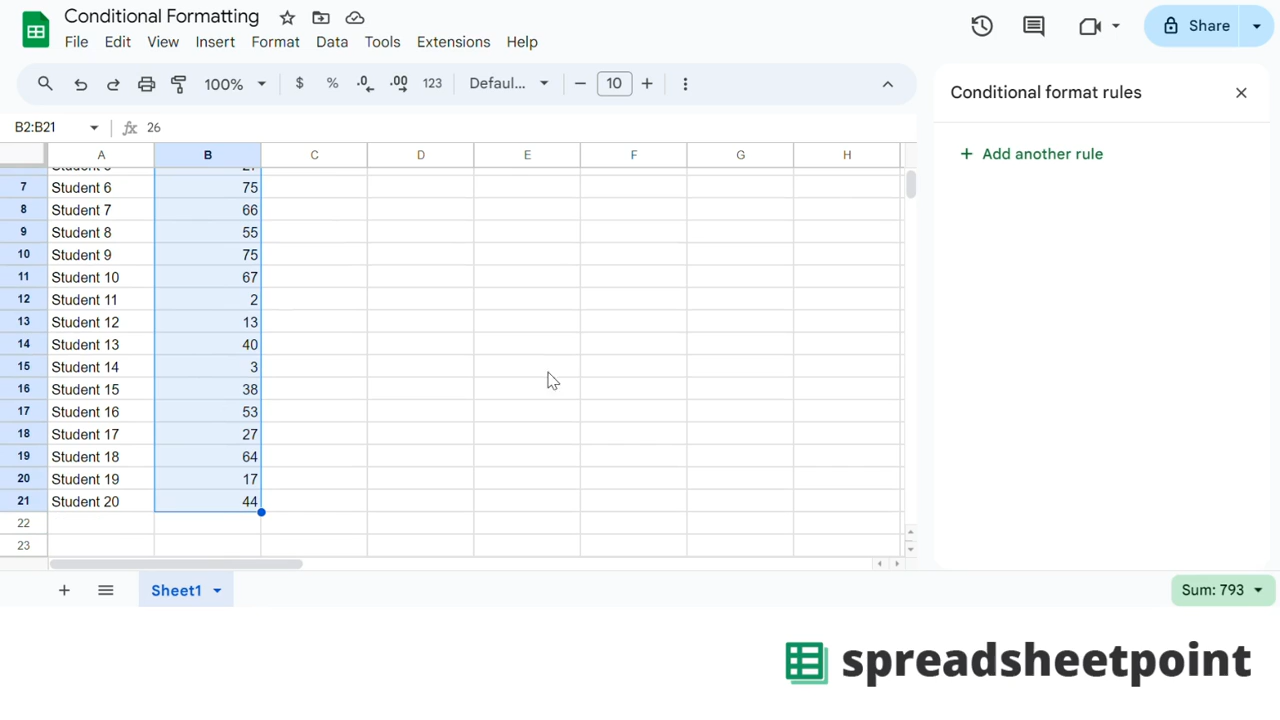 Conditional Formatting
File Edit View Insert Format Data Tools Extensions Help
Share
100% $ % .0 .00 123 Defaul... − 10 +
Conditional format rules
B2:B21 fx 26
+ Add another rule
A B C D E F G H
7 Student 6 75
8 Student 7 66
9 Student 8 55
10 Student 9 75
11 Student 10 67
12 Student 11 2
13 Student 12 13
14 Student 13 40
15 Student 14 3
16 Student 15 38
17 Student 16 53
18 Student 17 27
19 Student 18 64
20 Student 19 17
21 Student 20 44
22
23
+ Sheet1
Sum: 793
spreadsheetpoint